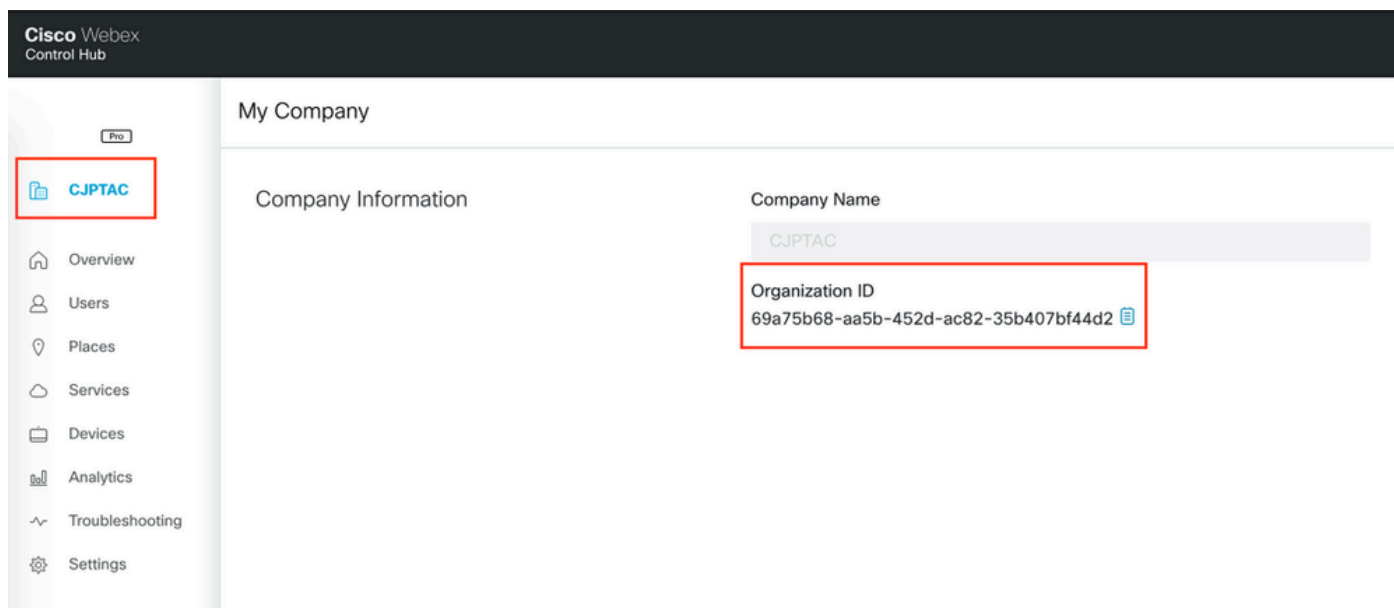 Cisco Webex
Control Hub
Pro
CJPTAC
Overview
Users
Places
Services
Devices
Analytics
Troubleshooting
Settings
My Company
Company Information
Company Name
CJPTAC
Organization ID
69a75b68-aa5b-452d-ac82-35b407bf44d2